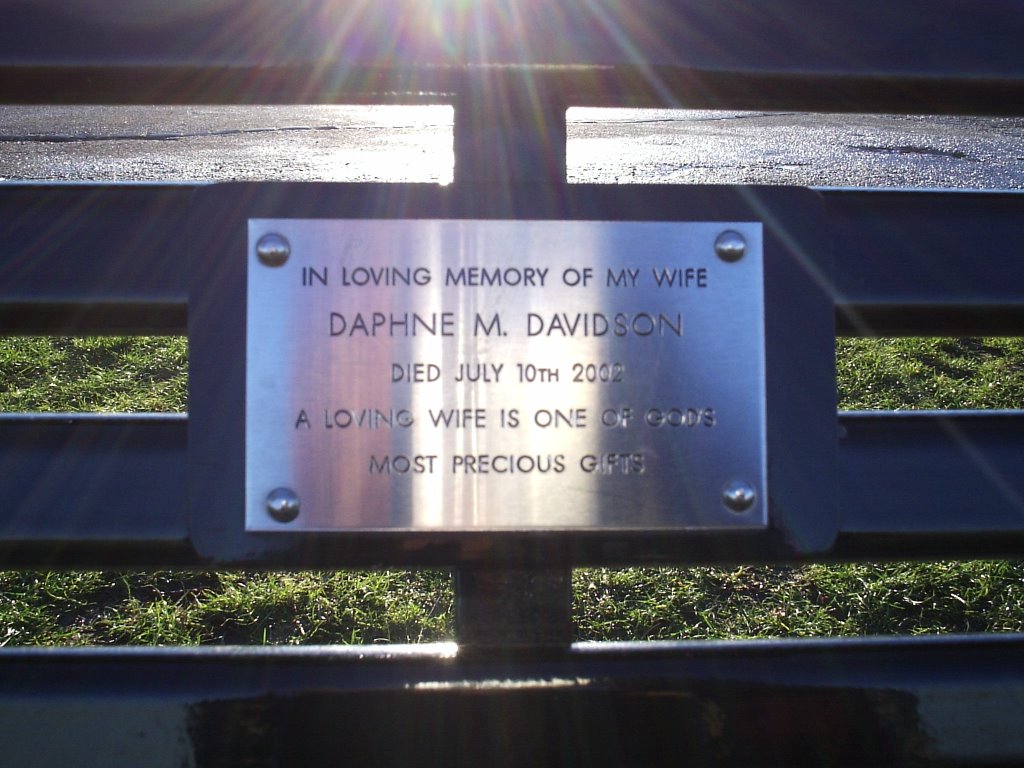 IN LOVING MEMORY OF MY WIFE
DAPHNE M. DAVIDSON
DIED JULY 10TH 2002
A LOVING WIFE IS ONE OF GOD'S
MOST PRECIOUS GIFTS